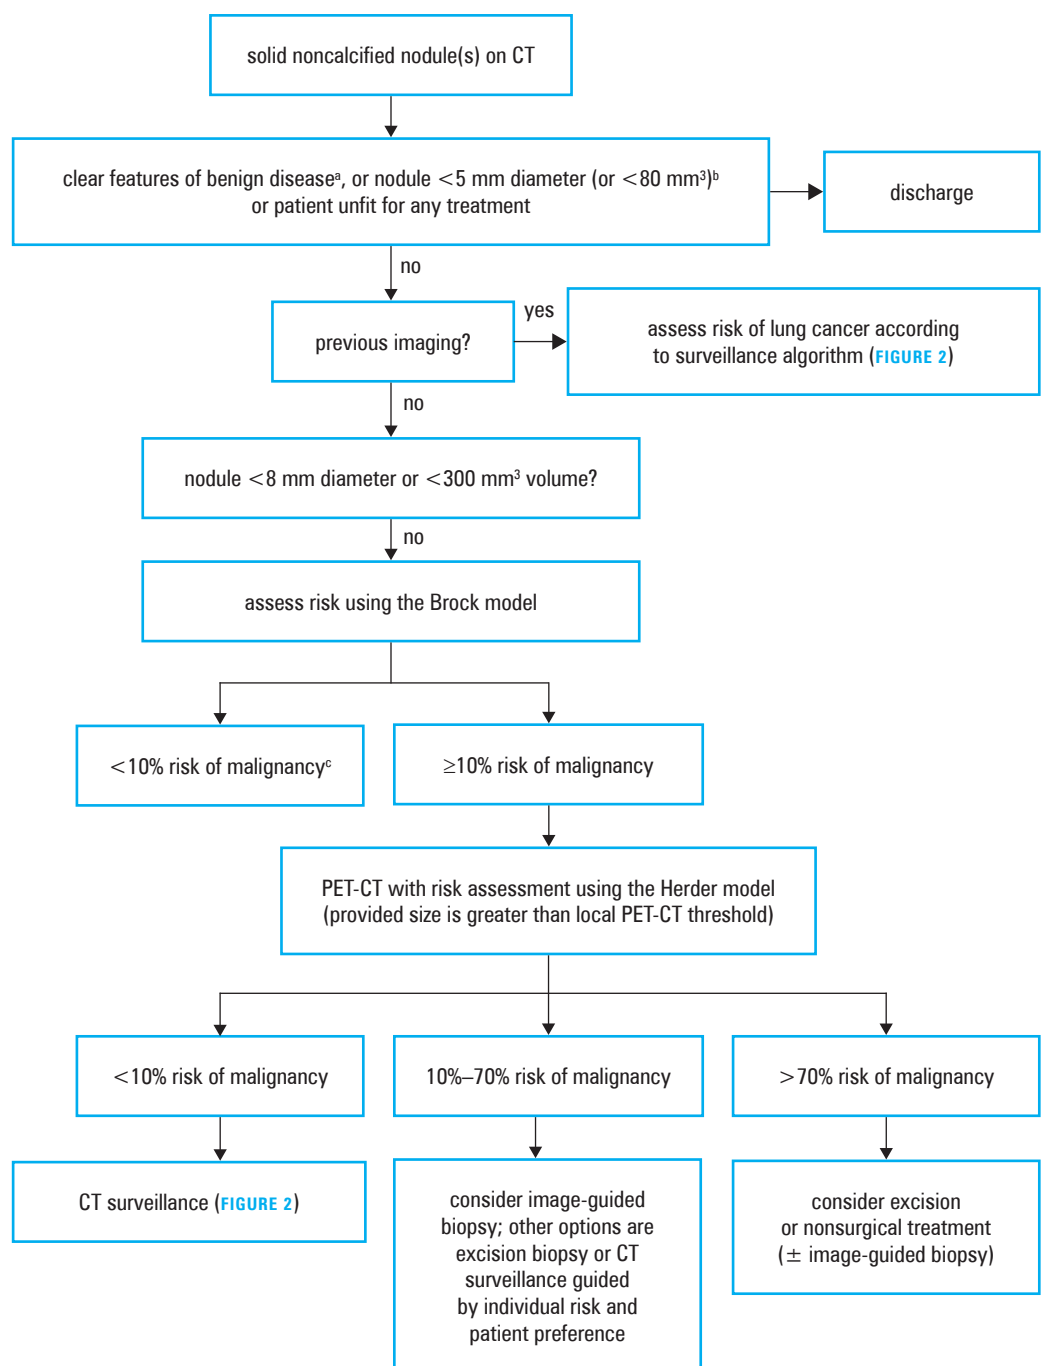 solid noncalcified nodule(s) on CT
clear features of benign diseaseᵃ, or nodule <5 mm diameter (or <80 mm³)ᵇ
or patient unfit for any treatment
discharge
no
previous imaging?
yes
assess risk of lung cancer according
to surveillance algorithm (FIGURE 2)
no
nodule <8 mm diameter or <300 mm³ volume?
no
assess risk using the Brock model
<10% risk of malignancyᶜ
≥10% risk of malignancy
PET-CT with risk assessment using the Herder model
(provided size is greater than local PET-CT threshold)
<10% risk of malignancy
10%–70% risk of malignancy
>70% risk of malignancy
CT surveillance (FIGURE 2)
consider image-guided
biopsy; other options are
excision biopsy or CT
surveillance guided
by individual risk and
patient preference
consider excision
or nonsurgical treatment
(± image-guided biopsy)